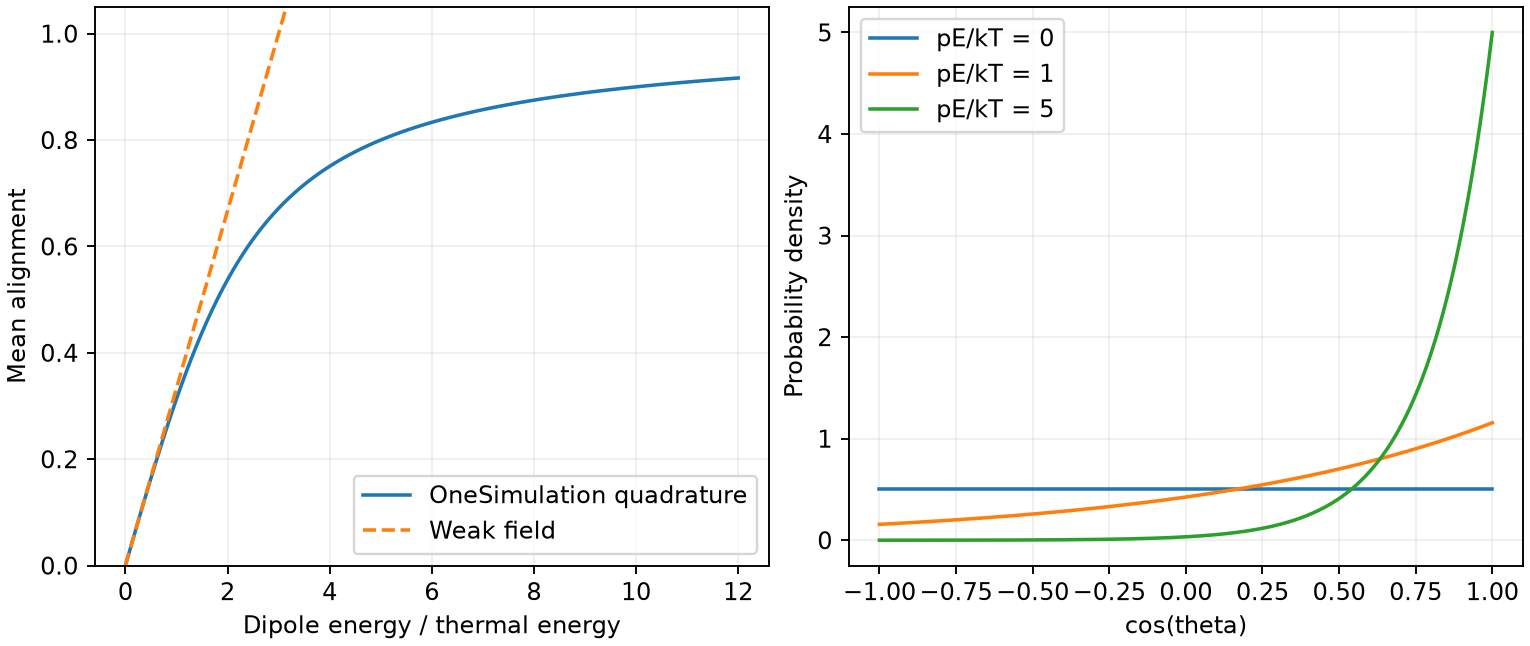 1.0
0.8
0.6
0.4
0.2
0.0
Mean alignment
0 2 4 6 8 10 12
Dipole energy / thermal energy
OneSimulation quadrature
Weak field
5
4
3
2
1
0
Probability density
pE/kT = 0
pE/kT = 1
pE/kT = 5
−1.00 −0.75 −0.50 −0.25 0.00 0.25 0.50 0.75 1.00
cos(theta)